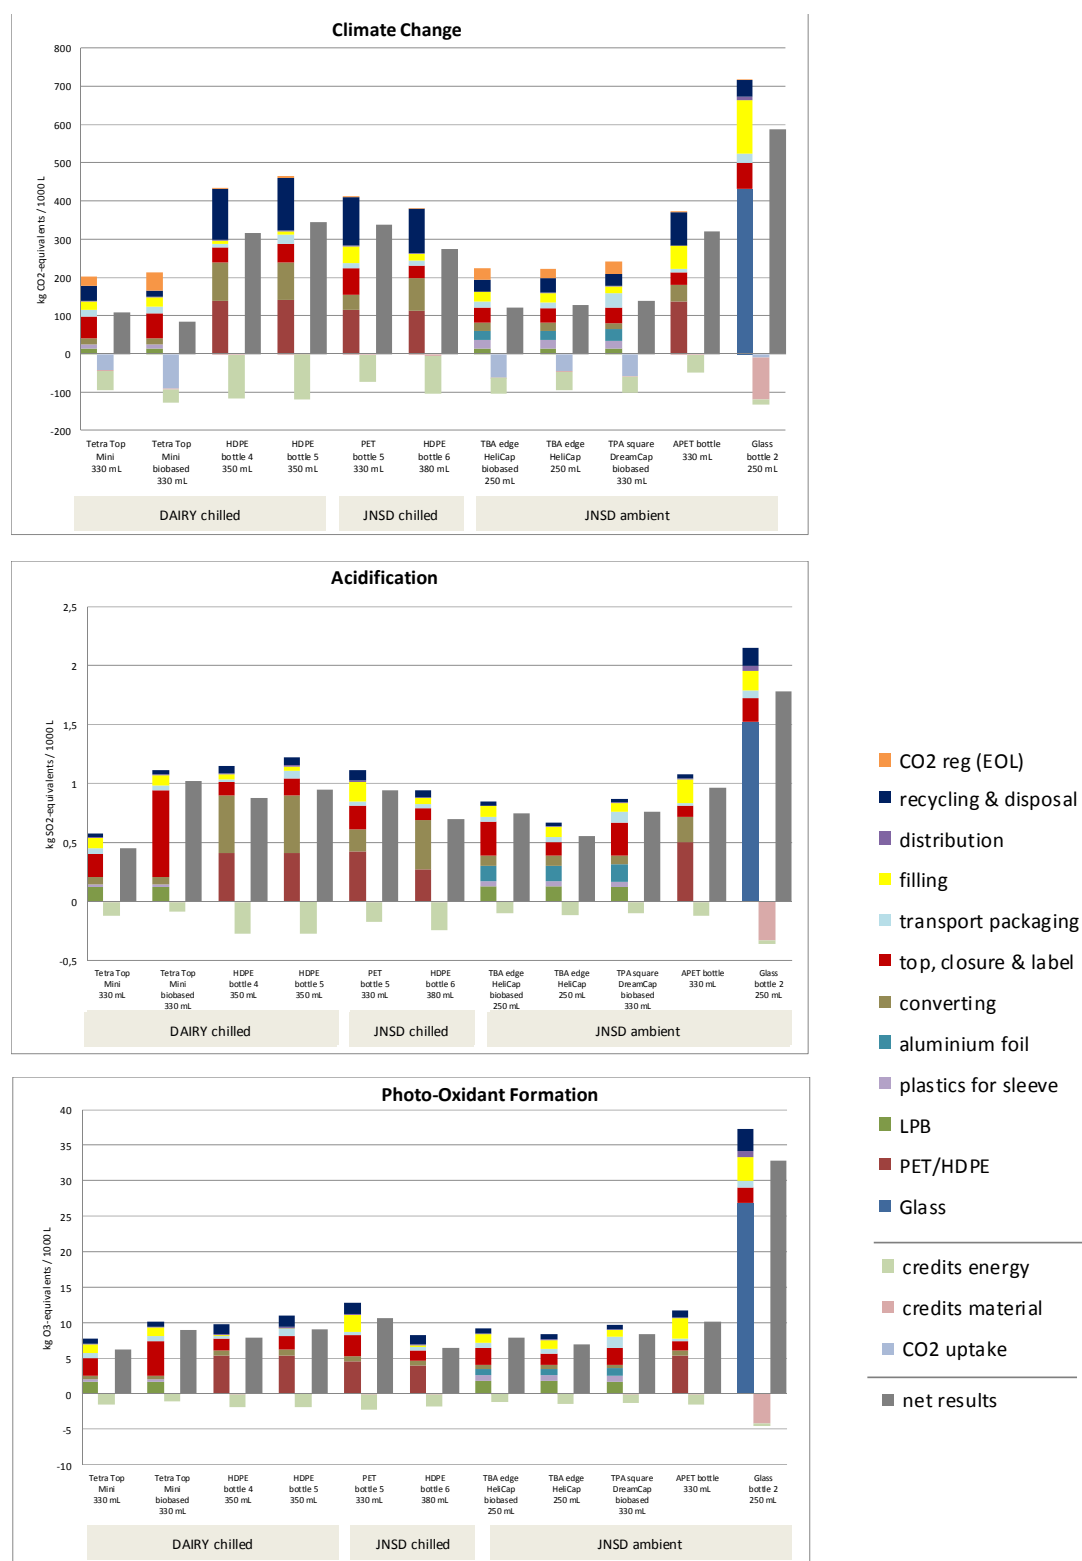 Climate Change
kg CO2-equivalents / 1000 L
800
700
600
500
400
300
200
100
0
-100
-200
Tetra Top
Mini
330 mL
Tetra Top
Mini
biobased
330 mL
HDPE
bottle 4
350 mL
HDPE
bottle 5
350 mL
PET
bottle 5
330 mL
HDPE
bottle 6
380 mL
TBA edge
HeliCap
biobased
250 mL
TBA edge
HeliCap
250 mL
TPA square
DreamCap
biobased
330 mL
APET bottle
330 mL
Glass
bottle 2
250 mL
DAIRY chilled
JNSD chilled
JNSD ambient
Acidification
kg SO2-equivalents / 1000 L
2,5
2
1,5
1
0,5
0
-0,5
Tetra Top
Mini
330 mL
Tetra Top
Mini
biobased
330 mL
HDPE
bottle 4
350 mL
HDPE
bottle 5
350 mL
PET
bottle 5
330 mL
HDPE
bottle 6
380 mL
TBA edge
HeliCap
biobased
250 mL
TBA edge
HeliCap
250 mL
TPA square
DreamCap
biobased
330 mL
APET bottle
330 mL
Glass
bottle 2
250 mL
DAIRY chilled
JNSD chilled
JNSD ambient
Photo-Oxidant Formation
kg O3-equivalents / 1000 L
40
35
30
25
20
15
10
5
0
-5
-10
Tetra Top
Mini
330 mL
Tetra Top
Mini
biobased
330 mL
HDPE
bottle 4
350 mL
HDPE
bottle 5
350 mL
PET
bottle 5
330 mL
HDPE
bottle 6
380 mL
TBA edge
HeliCap
biobased
250 mL
TBA edge
HeliCap
250 mL
TPA square
DreamCap
biobased
330 mL
APET bottle
330 mL
Glass
bottle 2
250 mL
DAIRY chilled
JNSD chilled
JNSD ambient
CO2 reg (EOL)
recycling & disposal
distribution
filling
transport packaging
top, closure & label
converting
aluminium foil
plastics for sleeve
LPB
PET/HDPE
Glass
credits energy
credits material
CO2 uptake
net results